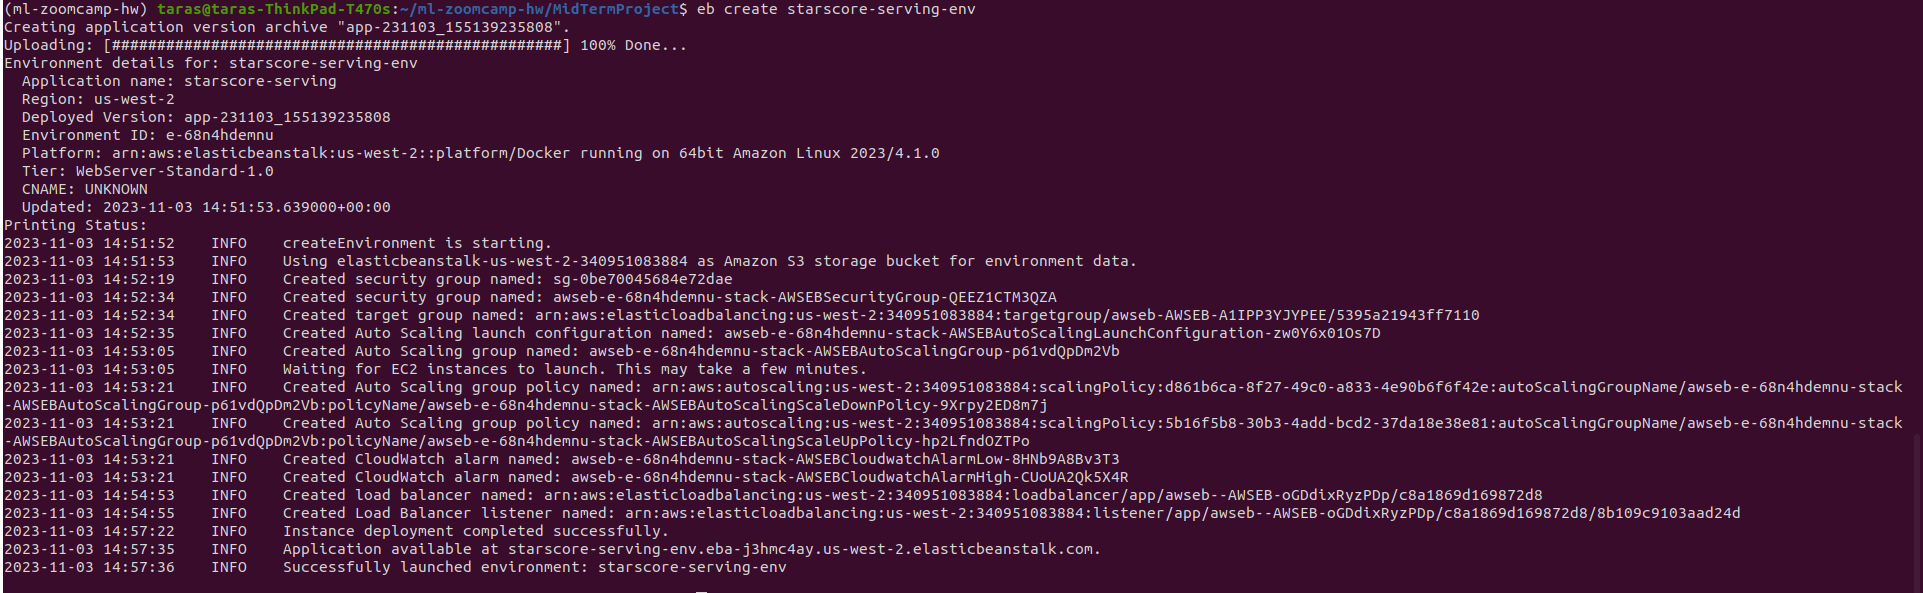 (ml-zoomcamp-hw) taras@taras-ThinkPad-T470s:~/ml-zoomcamp-hw/MidTermProject$ eb create starscore-serving-env
Creating application version archive "app-231103_155139235808".
Uploading: [##################################################] 100% Done...
Environment details for: starscore-serving-env
  Application name: starscore-serving
  Region: us-west-2
  Deployed Version: app-231103_155139235808
  Environment ID: e-68n4hdemnu
  Platform: arn:aws:elasticbeanstalk:us-west-2::platform/Docker running on 64bit Amazon Linux 2023/4.1.0
  Tier: WebServer-Standard-1.0
  CNAME: UNKNOWN
  Updated: 2023-11-03 14:51:53.639000+00:00
Printing Status:
2023-11-03 14:51:52    INFO    createEnvironment is starting.
2023-11-03 14:51:53    INFO    Using elasticbeanstalk-us-west-2-340951083884 as Amazon S3 storage bucket for environment data.
2023-11-03 14:52:19    INFO    Created security group named: sg-0be70045684e72dae
2023-11-03 14:52:34    INFO    Created security group named: awseb-e-68n4hdemnu-stack-AWSEBSecurityGroup-QEEZ1CTM3QZA
2023-11-03 14:52:34    INFO    Created target group named: arn:aws:elasticloadbalancing:us-west-2:340951083884:targetgroup/awseb-AWSEB-A1IPP3YJYPEE/5395a21943ff7110
2023-11-03 14:52:35    INFO    Created Auto Scaling launch configuration named: awseb-e-68n4hdemnu-stack-AWSEBAutoScalingLaunchConfiguration-zw0Y6x01Os7D
2023-11-03 14:53:05    INFO    Created Auto Scaling group named: awseb-e-68n4hdemnu-stack-AWSEBAutoScalingGroup-p61vdQpDm2Vb
2023-11-03 14:53:05    INFO    Waiting for EC2 instances to launch. This may take a few minutes.
2023-11-03 14:53:21    INFO    Created Auto Scaling group policy named: arn:aws:autoscaling:us-west-2:340951083884:scalingPolicy:d861b6ca-8f27-49c0-a833-4e90b6f6f42e:autoScalingGroupName/awseb-e-68n4hdemnu-stack
-AWSEBAutoScalingGroup-p61vdQpDm2Vb:policyName/awseb-e-68n4hdemnu-stack-AWSEBAutoScalingScaleDownPolicy-9Xrpy2ED8m7j
2023-11-03 14:53:21    INFO    Created Auto Scaling group policy named: arn:aws:autoscaling:us-west-2:340951083884:scalingPolicy:5b16f5b8-30b3-4add-bcd2-37da18e38e81:autoScalingGroupName/awseb-e-68n4hdemnu-stack
-AWSEBAutoScalingGroup-p61vdQpDm2Vb:policyName/awseb-e-68n4hdemnu-stack-AWSEBAutoScalingScaleUpPolicy-hp2LfndOZTPo
2023-11-03 14:53:21    INFO    Created CloudWatch alarm named: awseb-e-68n4hdemnu-stack-AWSEBCloudwatchAlarmLow-8HNb9A8Bv3T3
2023-11-03 14:53:21    INFO    Created CloudWatch alarm named: awseb-e-68n4hdemnu-stack-AWSEBCloudwatchAlarmHigh-CUoUA2Qk5X4R
2023-11-03 14:54:53    INFO    Created load balancer named: arn:aws:elasticloadbalancing:us-west-2:340951083884:loadbalancer/app/awseb--AWSEB-oGDdixRyzPDp/c8a1869d169872d8
2023-11-03 14:54:55    INFO    Created Load Balancer listener named: arn:aws:elasticloadbalancing:us-west-2:340951083884:listener/app/awseb--AWSEB-oGDdixRyzPDp/c8a1869d169872d8/8b109c9103aad24d
2023-11-03 14:57:22    INFO    Instance deployment completed successfully.
2023-11-03 14:57:35    INFO    Application available at starscore-serving-env.eba-j3hmc4ay.us-west-2.elasticbeanstalk.com.
2023-11-03 14:57:36    INFO    Successfully launched environment: starscore-serving-env